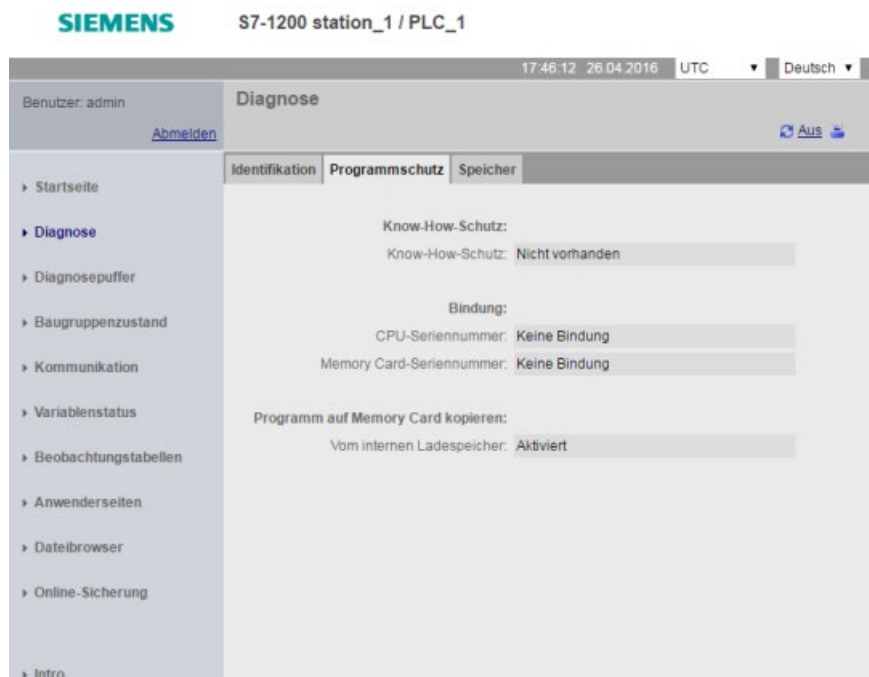 SIEMENS S7-1200 station_1 / PLC_1
17:46:12 26.04.2016 UTC Deutsch
Benutzer: admin
Abmelden
Diagnose
Aus
Startseite
Diagnose
Diagnosepuffer
Baugruppenzustand
Kommunikation
Variablenstatus
Beobachtungstabellen
Anwenderseiten
Dateibrowser
Online-Sicherung
Intro
Identifikation Programmschutz Speicher
Know-How-Schutz:
Know-How-Schutz: Nicht vorhanden
Bindung:
CPU-Seriennummer: Keine Bindung
Memory Card-Seriennummer: Keine Bindung
Programm auf Memory Card kopieren:
Vom internen Ladespeicher: Aktiviert